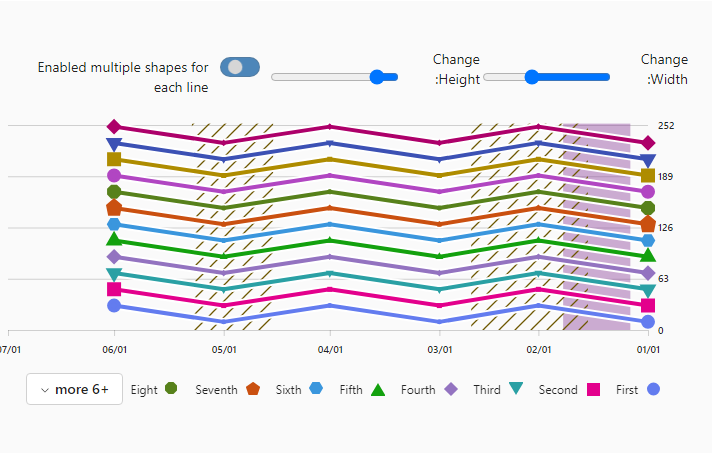 Enabled multiple shapes for
each line
Change
:Height
Change
:Width
252
189
126
63
0
07/01
06/01
05/01
04/01
03/01
02/01
01/01
more 6+
Eight
Seventh
Sixth
Fifth
Fourth
Third
Second
First